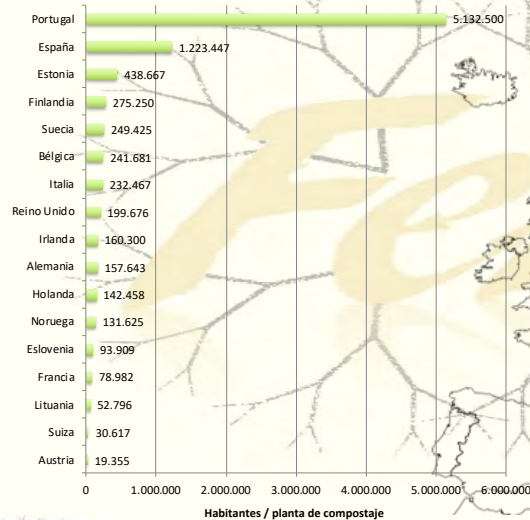 Portugal 5.132.500
España 1.223.447
Estonia 438.667
Finlandia 275.250
Suecia 249.425
Bélgica 241.681
Italia 232.467
Reino Unido 199.676
Irlanda 160.300
Alemania 157.643
Holanda 142.458
Noruega 131.625
Eslovenia 93.909
Francia 78.982
Lituania 52.796
Suiza 30.617
Austria 19.355
0 1.000.000 2.000.000 3.000.000 4.000.000 5.000.000 6.000.000
Habitantes / planta de compostaje
Fe